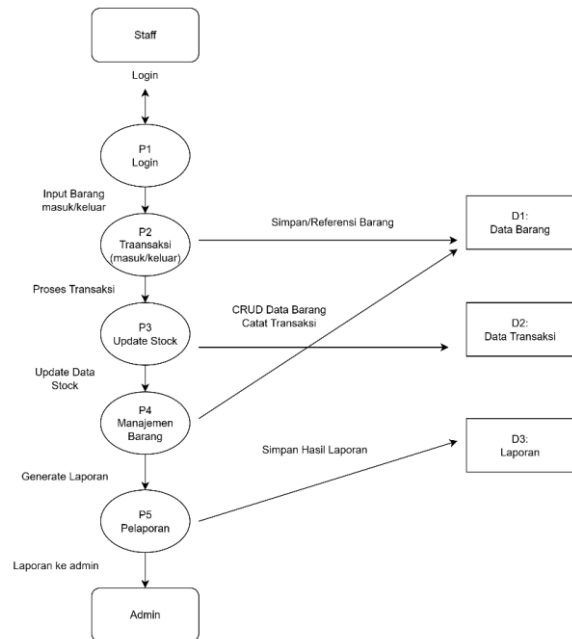 Staff
Login
P1
Login
Input Barang
masuk/keluar
P2
Traansaksi
(masuk/keluar)
Simpan/Referensi Barang
D1:
Data Barang
Proses Transaksi
P3
Update Stock
CRUD Data Barang
Catat Transaksi
D2:
Data Transaksi
Update Data
Stock
P4
Manajemen
Barang
Simpan Hasil Laporan
D3:
Laporan
Generate Laporan
P5
Pelaporan
Laporan ke admin
Admin